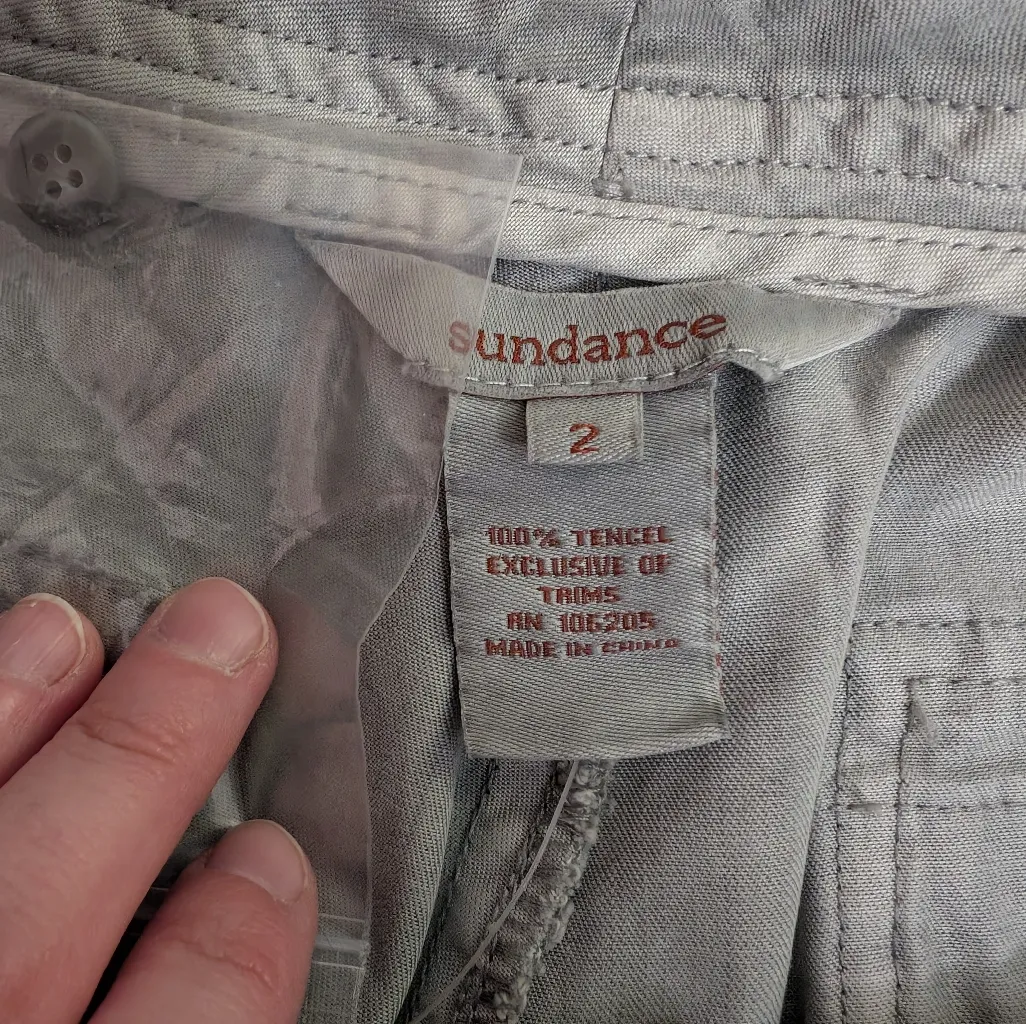 sundance
2
100% TENCEL
EXCLUSIVE OF
TRIMS
RN 106205
MADE IN CHINA